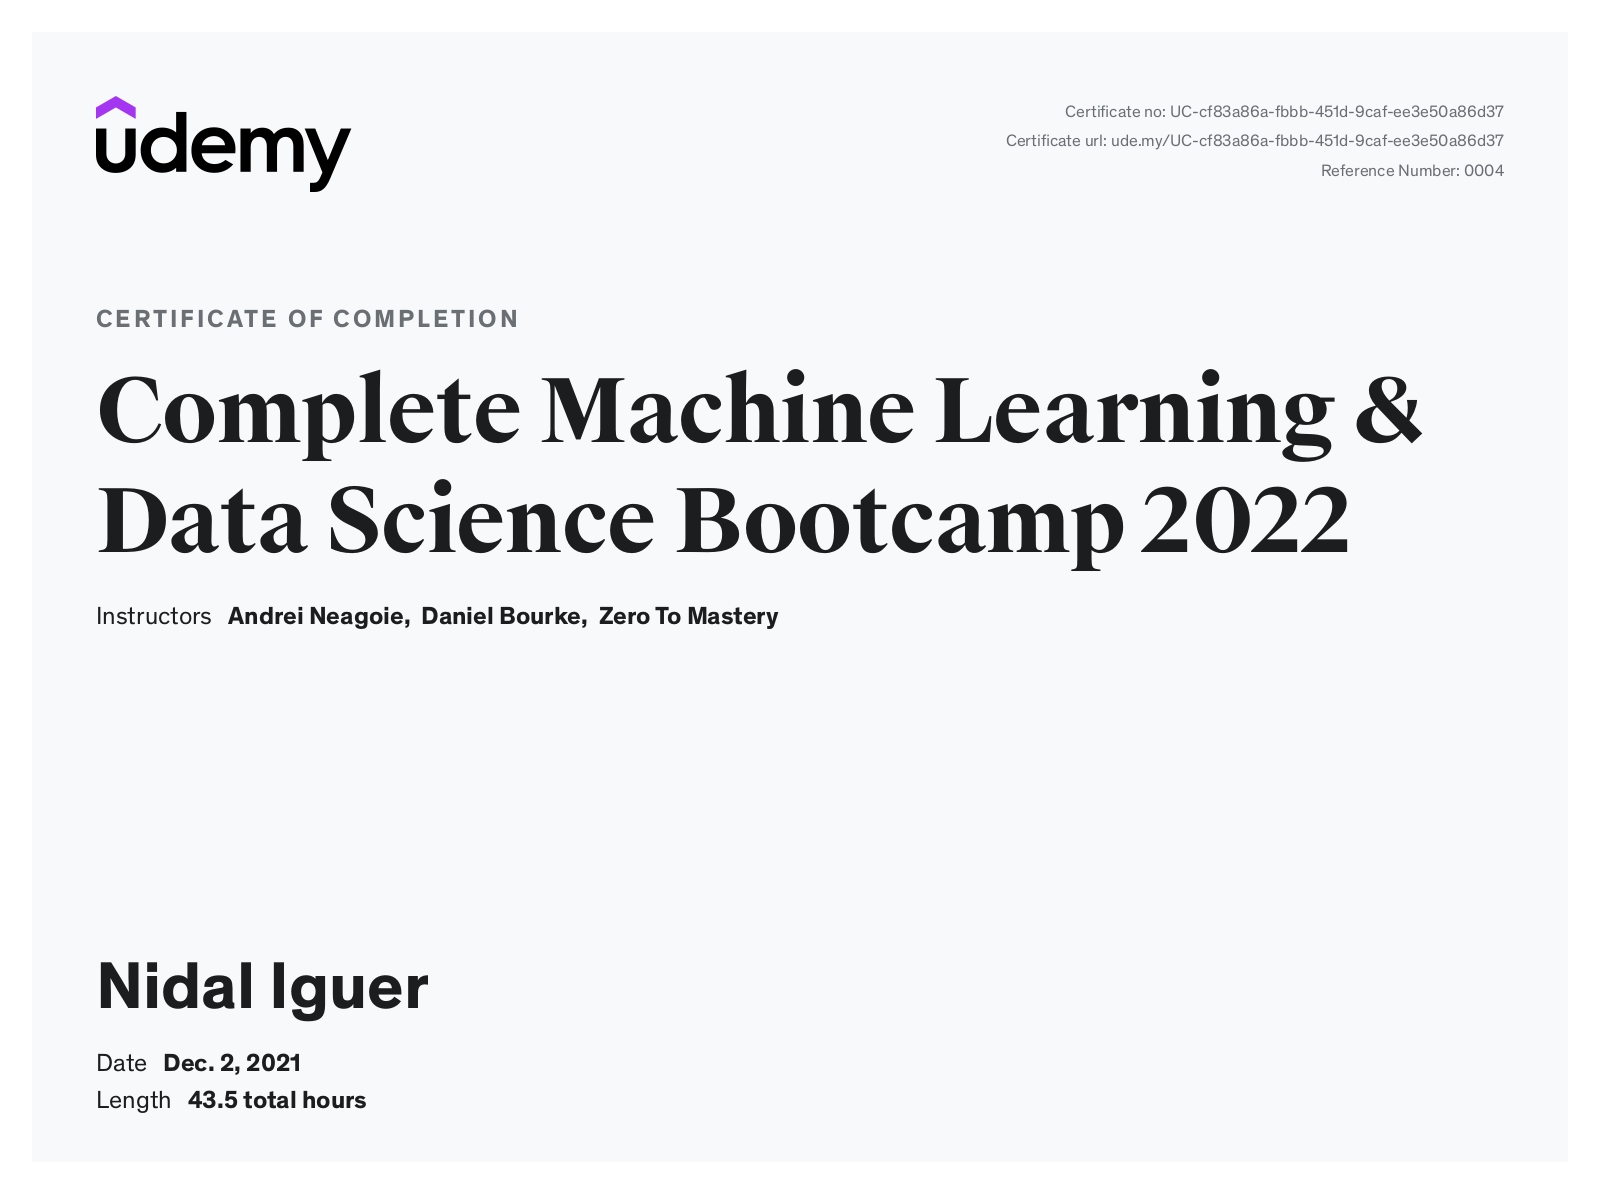 udemy
Certificate no: UC-cf83a86a-fbbb-451d-9caf-ee3e50a86d37
Certificate url: ude.my/UC-cf83a86a-fbbb-451d-9caf-ee3e50a86d37
Reference Number: 0004
CERTIFICATE OF COMPLETION
Complete Machine Learning &
Data Science Bootcamp 2022
Instructors Andrei Neagoie, Daniel Bourke, Zero To Mastery
Nidal Iguer
Date Dec. 2, 2021
Length 43.5 total hours